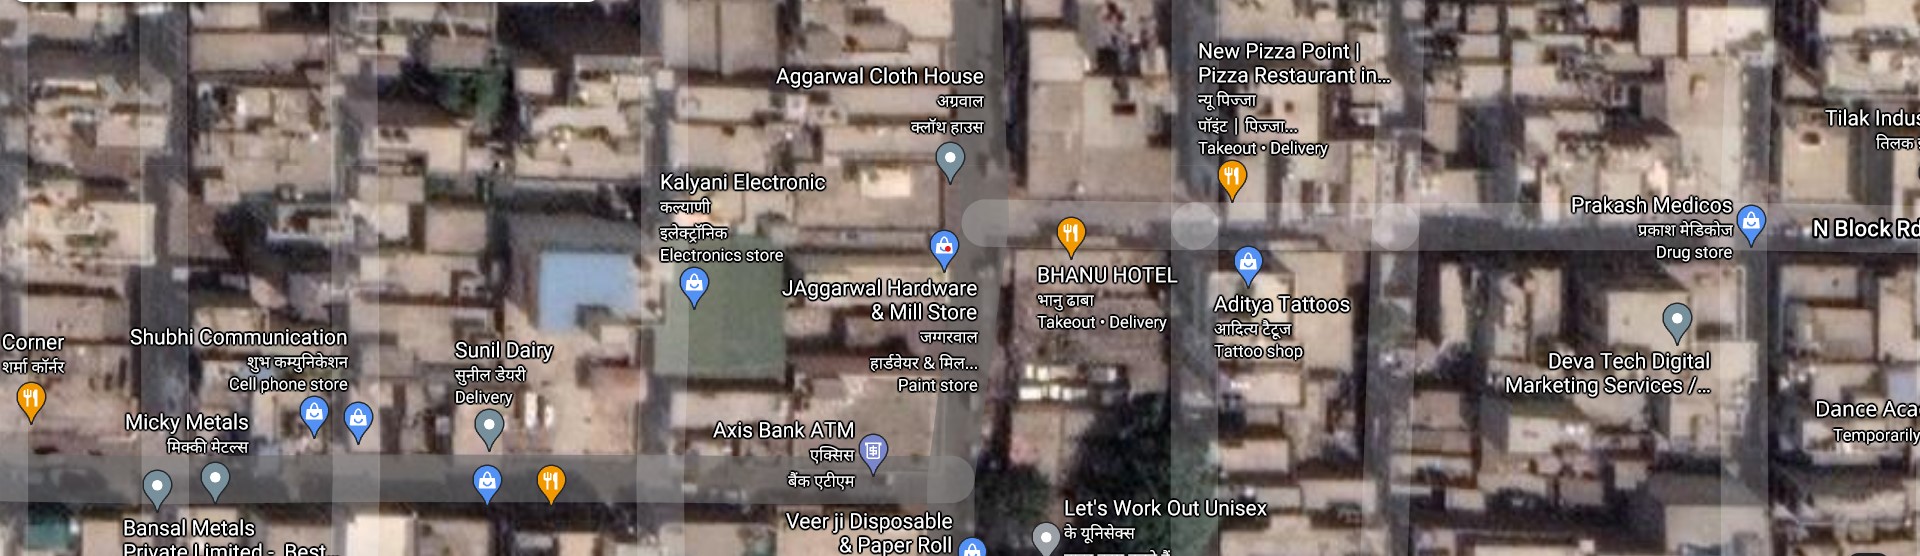 New Pizza Point |
Pizza Restaurant in...
न्यू पिज्जा
पॉइंट | पिज्जा...
Takeout • Delivery
Aggarwal Cloth House
अग्रवाल
क्लॉथ हाउस
Tilak Indus
तिलक
Kalyani Electronic
कल्याणी
इलेक्ट्रॉनिक
Electronics store
Prakash Medicos
प्रकाश मेडिकोज
Drug store
N Block Rd
BHANU HOTEL
भानु ढाबा
Takeout • Delivery
JAggarwal Hardware
& Mill Store
जग्गरवाल
हार्डवेयर & मिल...
Paint store
Aditya Tattoos
आदित्य टैटूज
Tattoo shop
Corner
शर्मा कॉर्नर
Shubhi Communication
शुभ कम्युनिकेशन
Cell phone store
Sunil Dairy
सुनील डेयरी
Delivery
Deva Tech Digital
Marketing Services /...
Micky Metals
मिक्की मेटल्स
Axis Bank ATM
एक्सिस
बैंक एटीएम
Dance Aca
Temporarily
Bansal Metals
Private Limited - Best...
Veer ji Disposable
& Paper Roll
Let's Work Out Unisex
के यूनिसेक्स